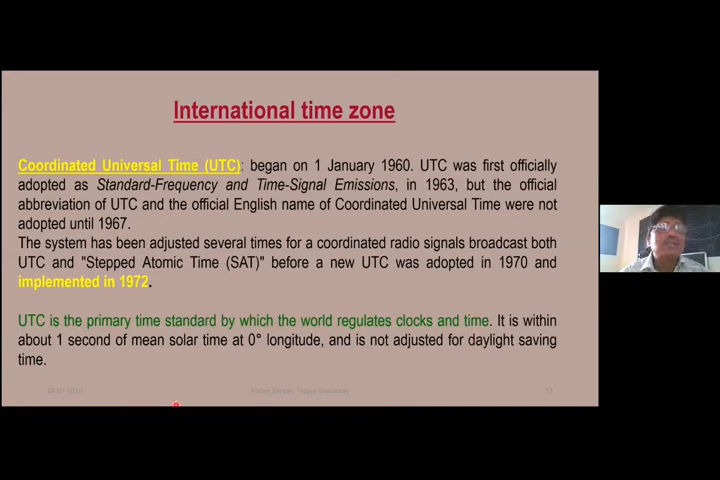 International time zone
Coordinated Universal Time (UTC): began on 1 January 1960. UTC was first officially
adopted as Standard-Frequency and Time-Signal Emissions, in 1963, but the official
abbreviation of UTC and the official English name of Coordinated Universal Time were not
adopted until 1967.
The system has been adjusted several times for a coordinated radio signals broadcast both
UTC and "Stepped Atomic Time (SAT)" before a new UTC was adopted in 1970 and
implemented in 1972.
UTC is the primary time standard by which the world regulates clocks and time. It is within
about 1 second of mean solar time at 0° longitude, and is not adjusted for daylight saving
time.
University